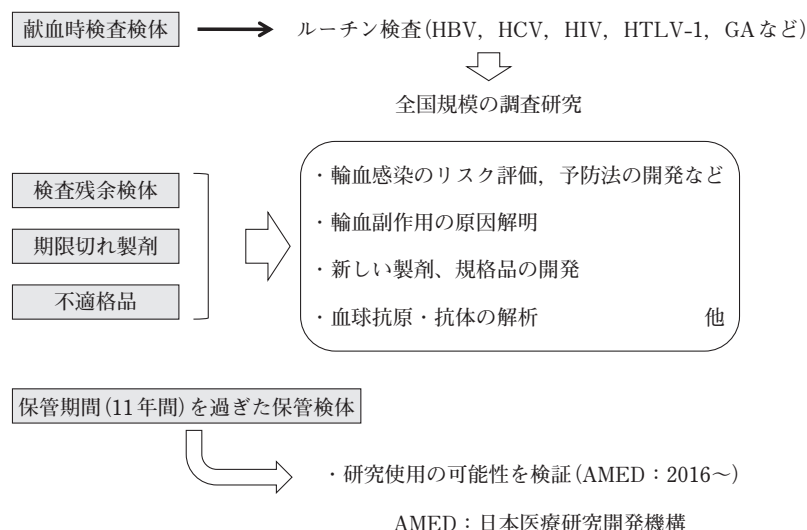 献血時検査検体 ルーチン検査(HBV, HCV, HIV, HTLV-1, GAなど)
全国規模の調査研究
検査残余検体
期限切れ製剤
不適格品
・輸血感染のリスク評価, 予防法の開発など
・輸血副作用の原因解明
・新しい製剤、規格品の開発
・血球抗原・抗体の解析 他
保管期間(11年間)を過ぎた保管検体
・研究使用の可能性を検証(AMED:2016〜)
AMED:日本医療研究開発機構